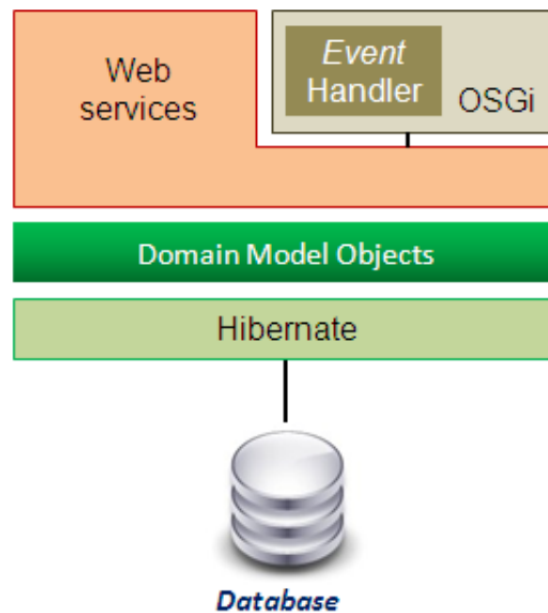 Web
services
Event
Handler
OSGi
Domain Model Objects
Hibernate
Database